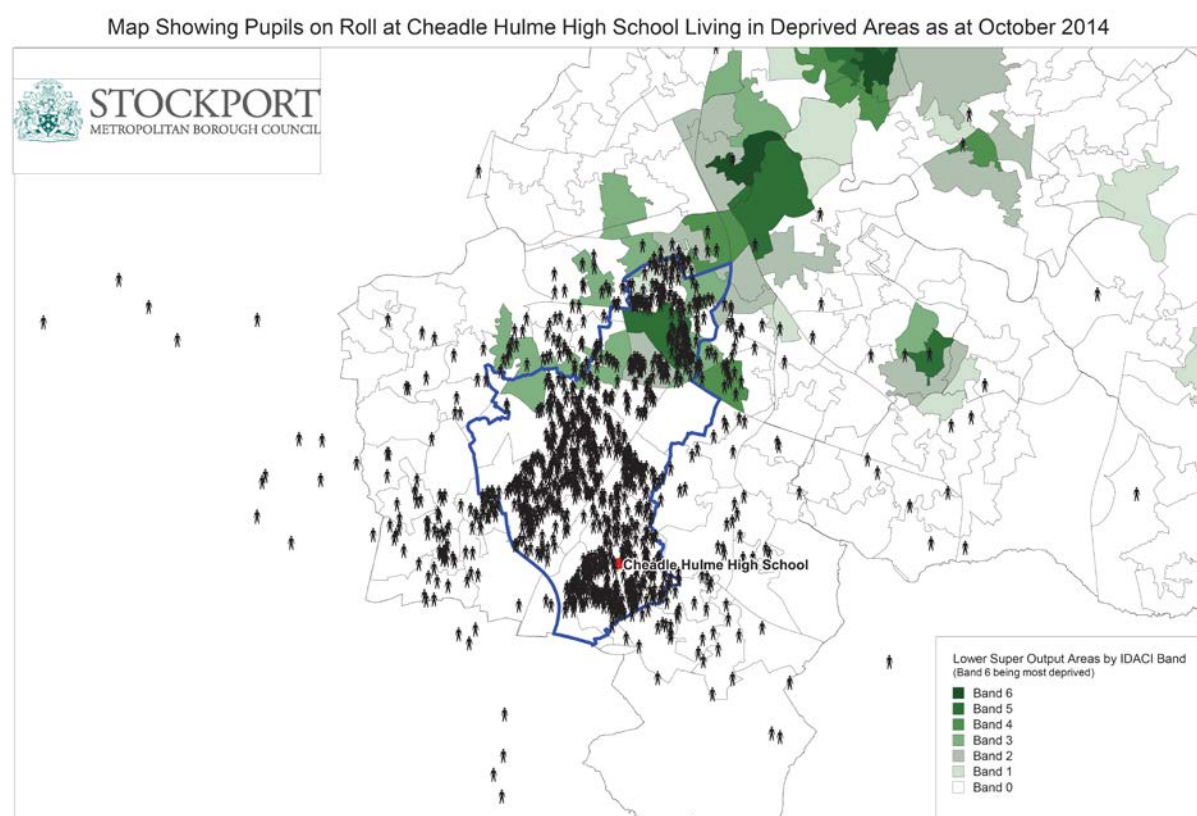 Map Showing Pupils on Roll at Cheadle Hulme High School Living in Deprived Areas as at October 2014
STOCKPORT
METROPOLITAN BOROUGH COUNCIL
Cheadle Hulme High School
Lower Super Output Areas by IDACI Band
(Band 6 being most deprived)
Band 6
Band 5
Band 4
Band 3
Band 2
Band 1
Band 0